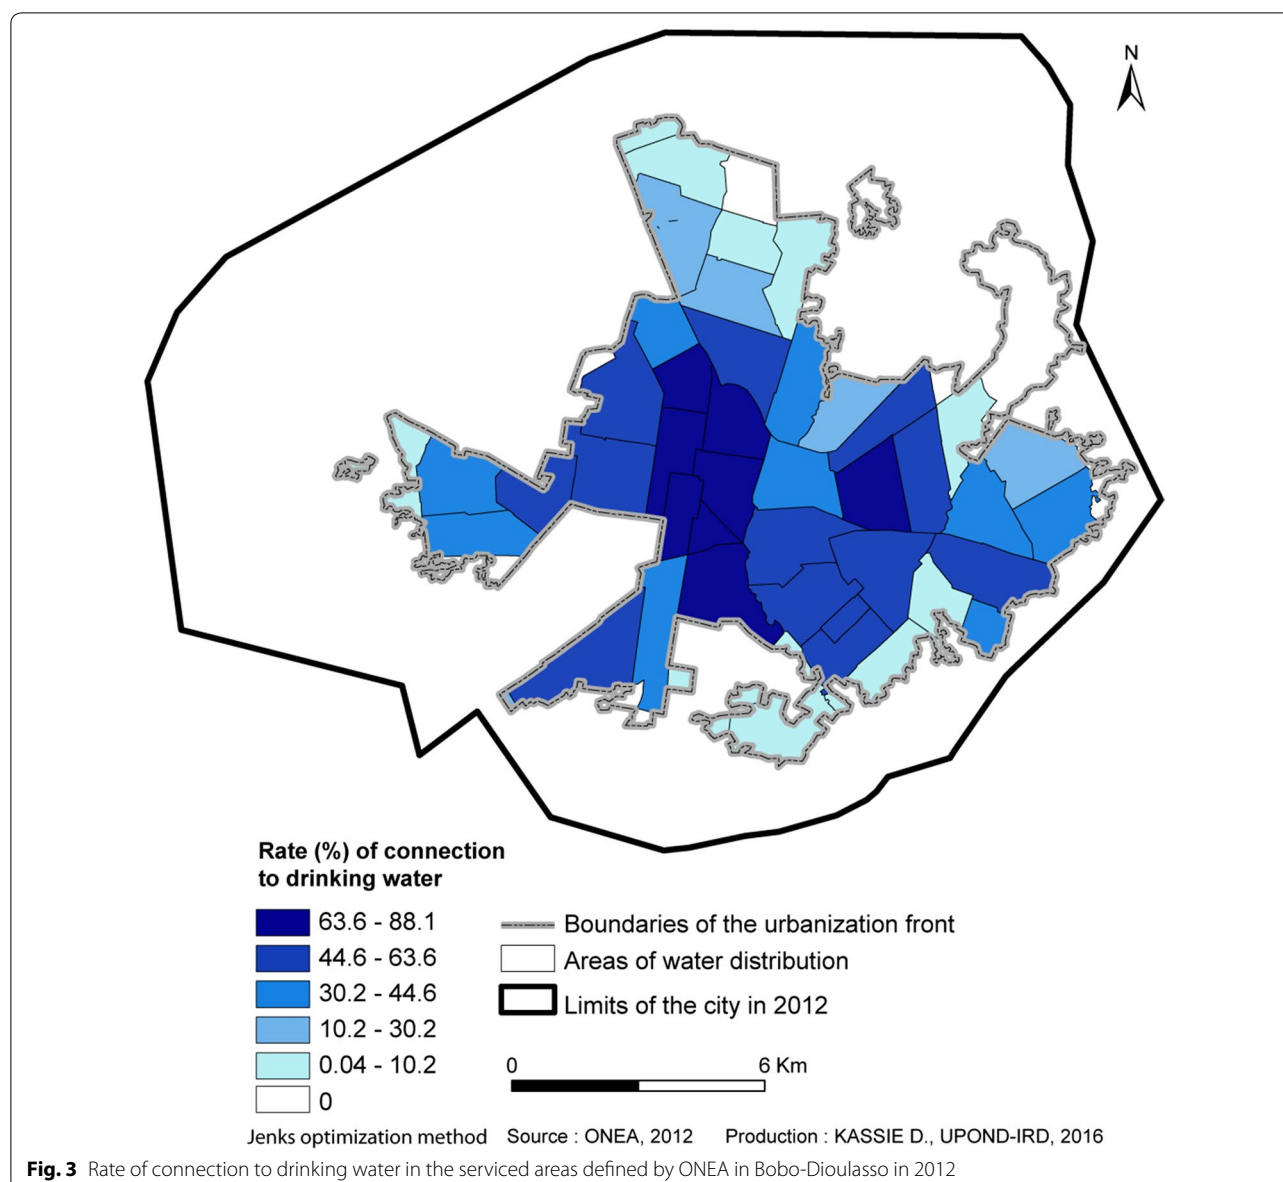 N
Rate (%) of connection
to drinking water
63.6 - 88.1
44.6 - 63.6
30.2 - 44.6
10.2 - 30.2
0.04 - 10.2
0
Boundaries of the urbanization front
Areas of water distribution
Limits of the city in 2012
0 6 Km
Jenks optimization method Source : ONEA, 2012 Production : KASSIE D., UPOND-IRD, 2016
Fig. 3 Rate of connection to drinking water in the serviced areas defined by ONEA in Bobo-Dioulasso in 2012